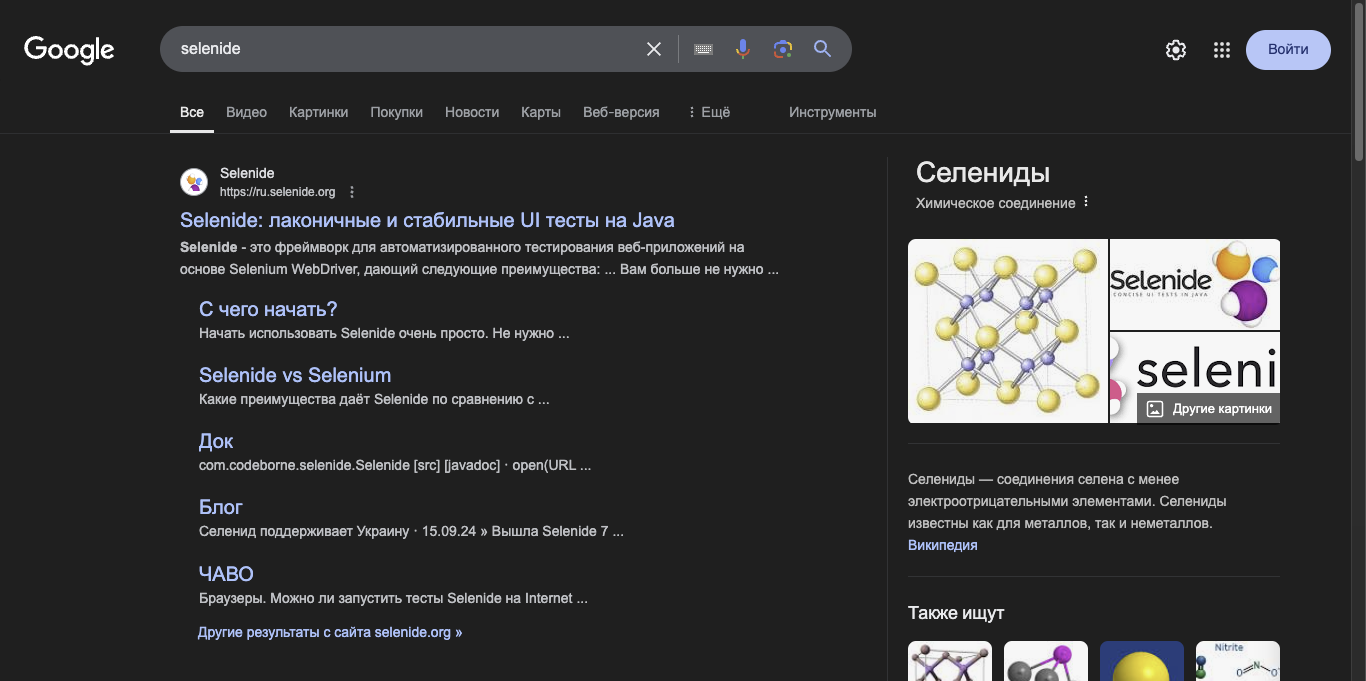 Google
selenide
Войти
Все
Видео
Картинки
Покупки
Новости
Карты
Веб-версия
Ещё
Инструменты
Selenide
https://ru.selenide.org
Selenide: лаконичные и стабильные UI тесты на Java
Selenide - это фреймворк для автоматизированного тестирования веб-приложений на
основе Selenium WebDriver, дающий следующие преимущества: ... Вам больше не нужно ...
С чего начать?
Начать использовать Selenide очень просто. Не нужно ...
Selenide vs Selenium
Какие преимущества даёт Selenide по сравнению с ...
Док
com.codeborne.selenide.Selenide [src] [javadoc] · open(URL ...
Блог
Селенид поддерживает Украину · 15.09.24 » Вышла Selenide 7 ...
ЧАВО
Браузеры. Можно ли запустить тесты Selenide на Internet ...
Другие результаты с сайта selenide.org »
Селениды
Химическое соединение
Selenide
CONCISE UI TESTS IN JAVA
seleni
Другие картинки
Селениды — соединения селена с менее
электроотрицательными элементами. Селениды
известны как для металлов, так и неметаллов.
Википедия
Также ищут
Nitrite